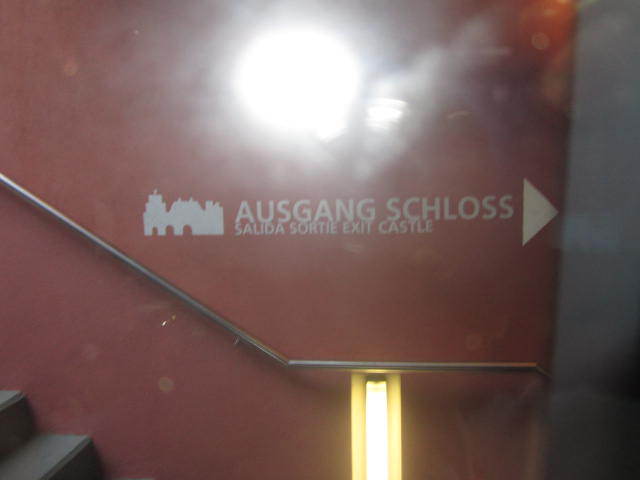 AUSGANG SCHLOSS
SALIDA SORTIE EXIT CASTLE